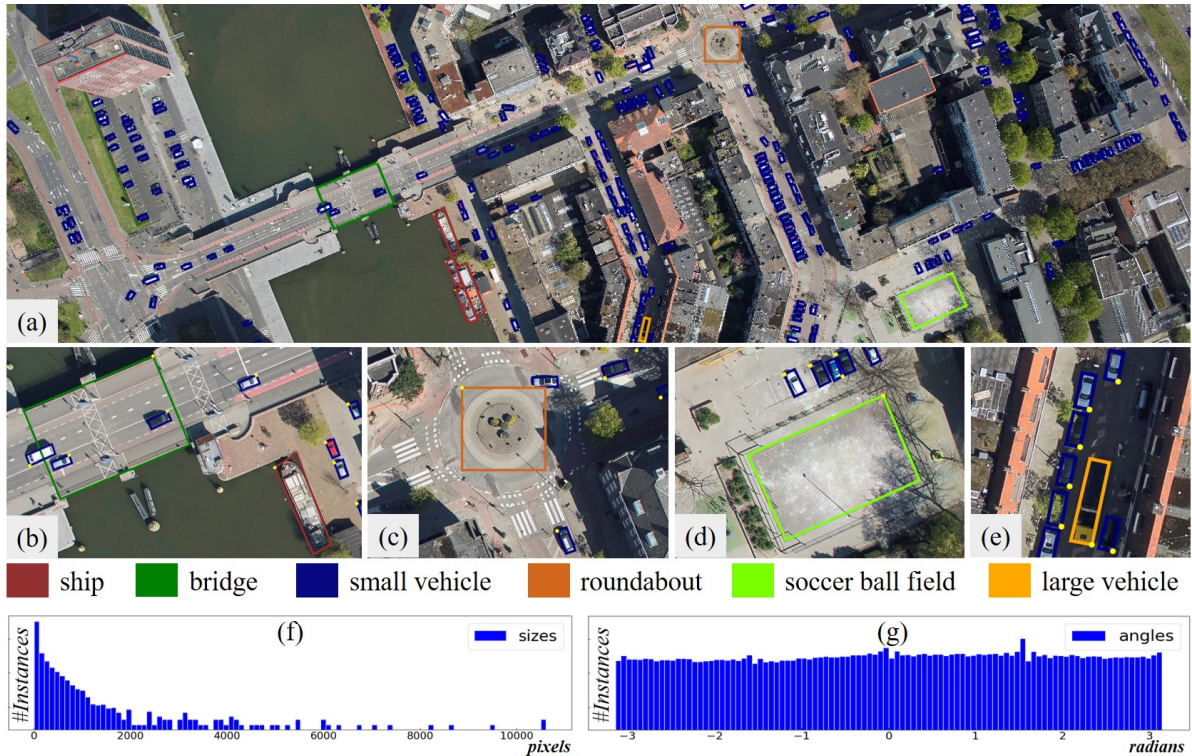 (a)
(b)
(c)
(d)
(e)
ship
bridge
small vehicle
roundabout
soccer ball field
large vehicle
#Instances
(f)
sizes
0 2000 4000 6000 8000 10000
pixels
#Instances
(g)
angles
−3 −2 −1 0 1 2 3
radians